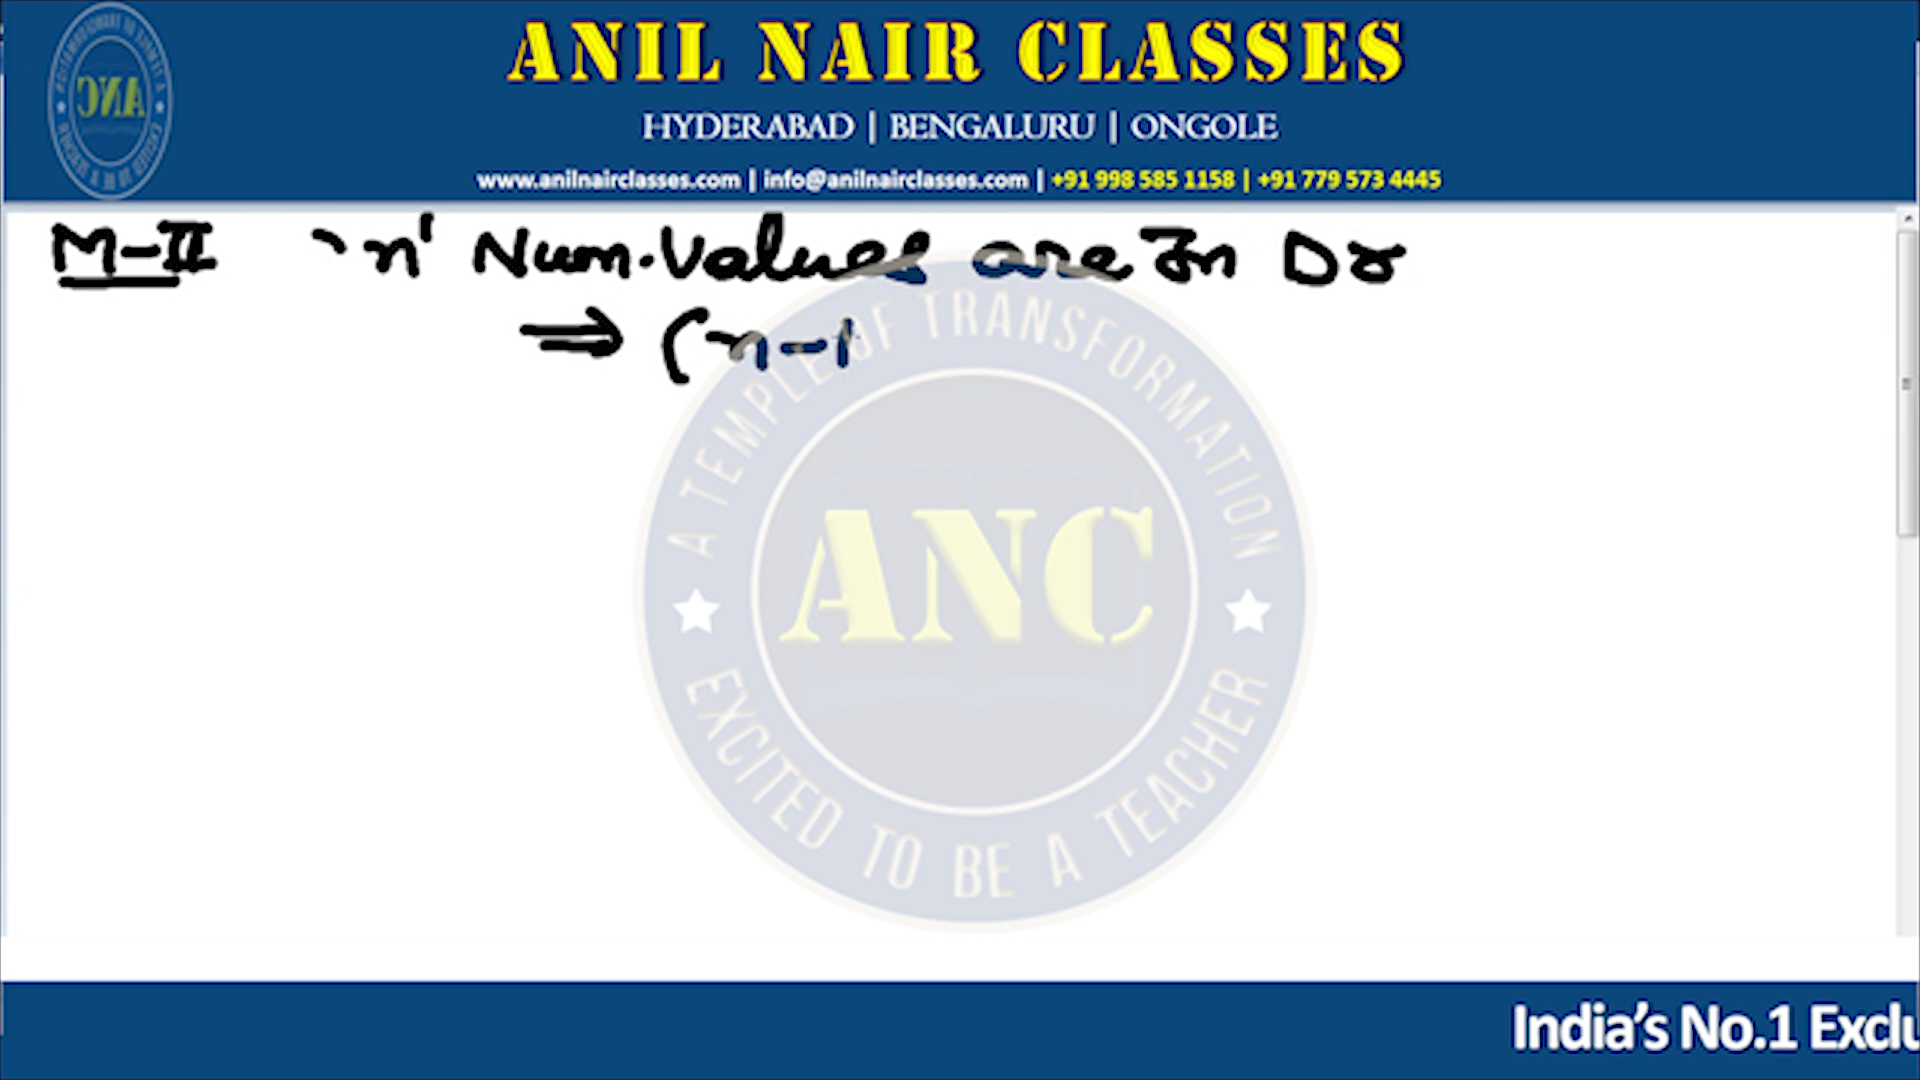 ANIL NAIR CLASSES
HYDERABAD | BENGALURU | ONGOLE
www.anilnairclasses.com | info@anilnairclasses.com | +91 998 585 1158 | +91 779 573 4445
ANC
M-II 'n' Num. Values are In Dr
⇒ (n-1
A TEMPLE OF TRANSFORMATION
ANC
EXCITED TO BE A TEACHER
India's No.1 Exclu